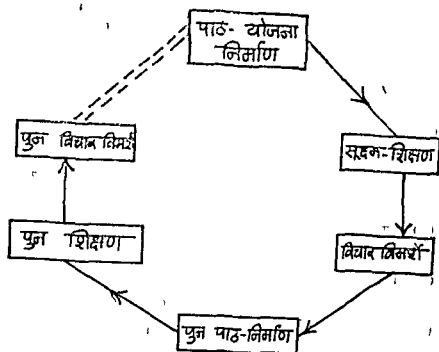 पाठ- योजना
निर्माण
सूक्ष्म-शिक्षण
विचार विमर्श
पुन पाठ-निर्माण
पुन शिक्षण
पुन विचार विमर्श